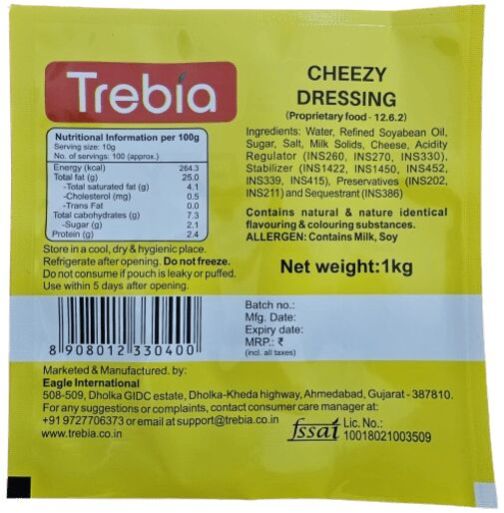 Trebia
CHEEZY
DRESSING
(Proprietary food - 12.6.2)
Nutritional Information per 100g
Serving size: 10g
No. of servings: 100 (approx.)
Energy (kcal) 264.3
Total fat (g) 25.0
-Total saturated fat (g) 4.1
-Cholesterol (mg) 0.5
-Trans Fat 0.0
Total cabohydrates (g) 7.3
-Sugar (g) 2.1
Protein (g) 2.4
Ingredients: Water, Refined Soyabean Oil,
Sugar, Salt, Milk Solids, Cheese, Acidity
Regulator (INS260, INS270, INS330),
Stabilizer (INS1422, INS1450, INS452,
INS339, INS415), Preservatives (INS202,
INS211) and Sequestrant (INS386)
Contains natural & nature identical
flavouring & colouring substances.
ALLERGEN: Contains Milk, Soy
Store in a cool, dry & hygienic place.
Refrigerate after opening. Do not freeze.
Do not consume if pouch is leaky or puffed.
Use within 5 days after opening.
Net weight:1kg
8 908012 330400
Batch no.:
Mfg. Date:
Expiry date:
MRP.: ₹
(incl. all taxes)
Marketed & Manufactured. by:
Eagle International
508-509, Dholka GIDC estate, Dholka-Kheda highway, Ahmedabad, Gujarat - 387810.
For any suggestions or complaints, contact consumer care manager at:
+91 9727706373 or email at support@trebia.co.in
www.trebia.co.in
fssai Lic. No.:
10018021003509